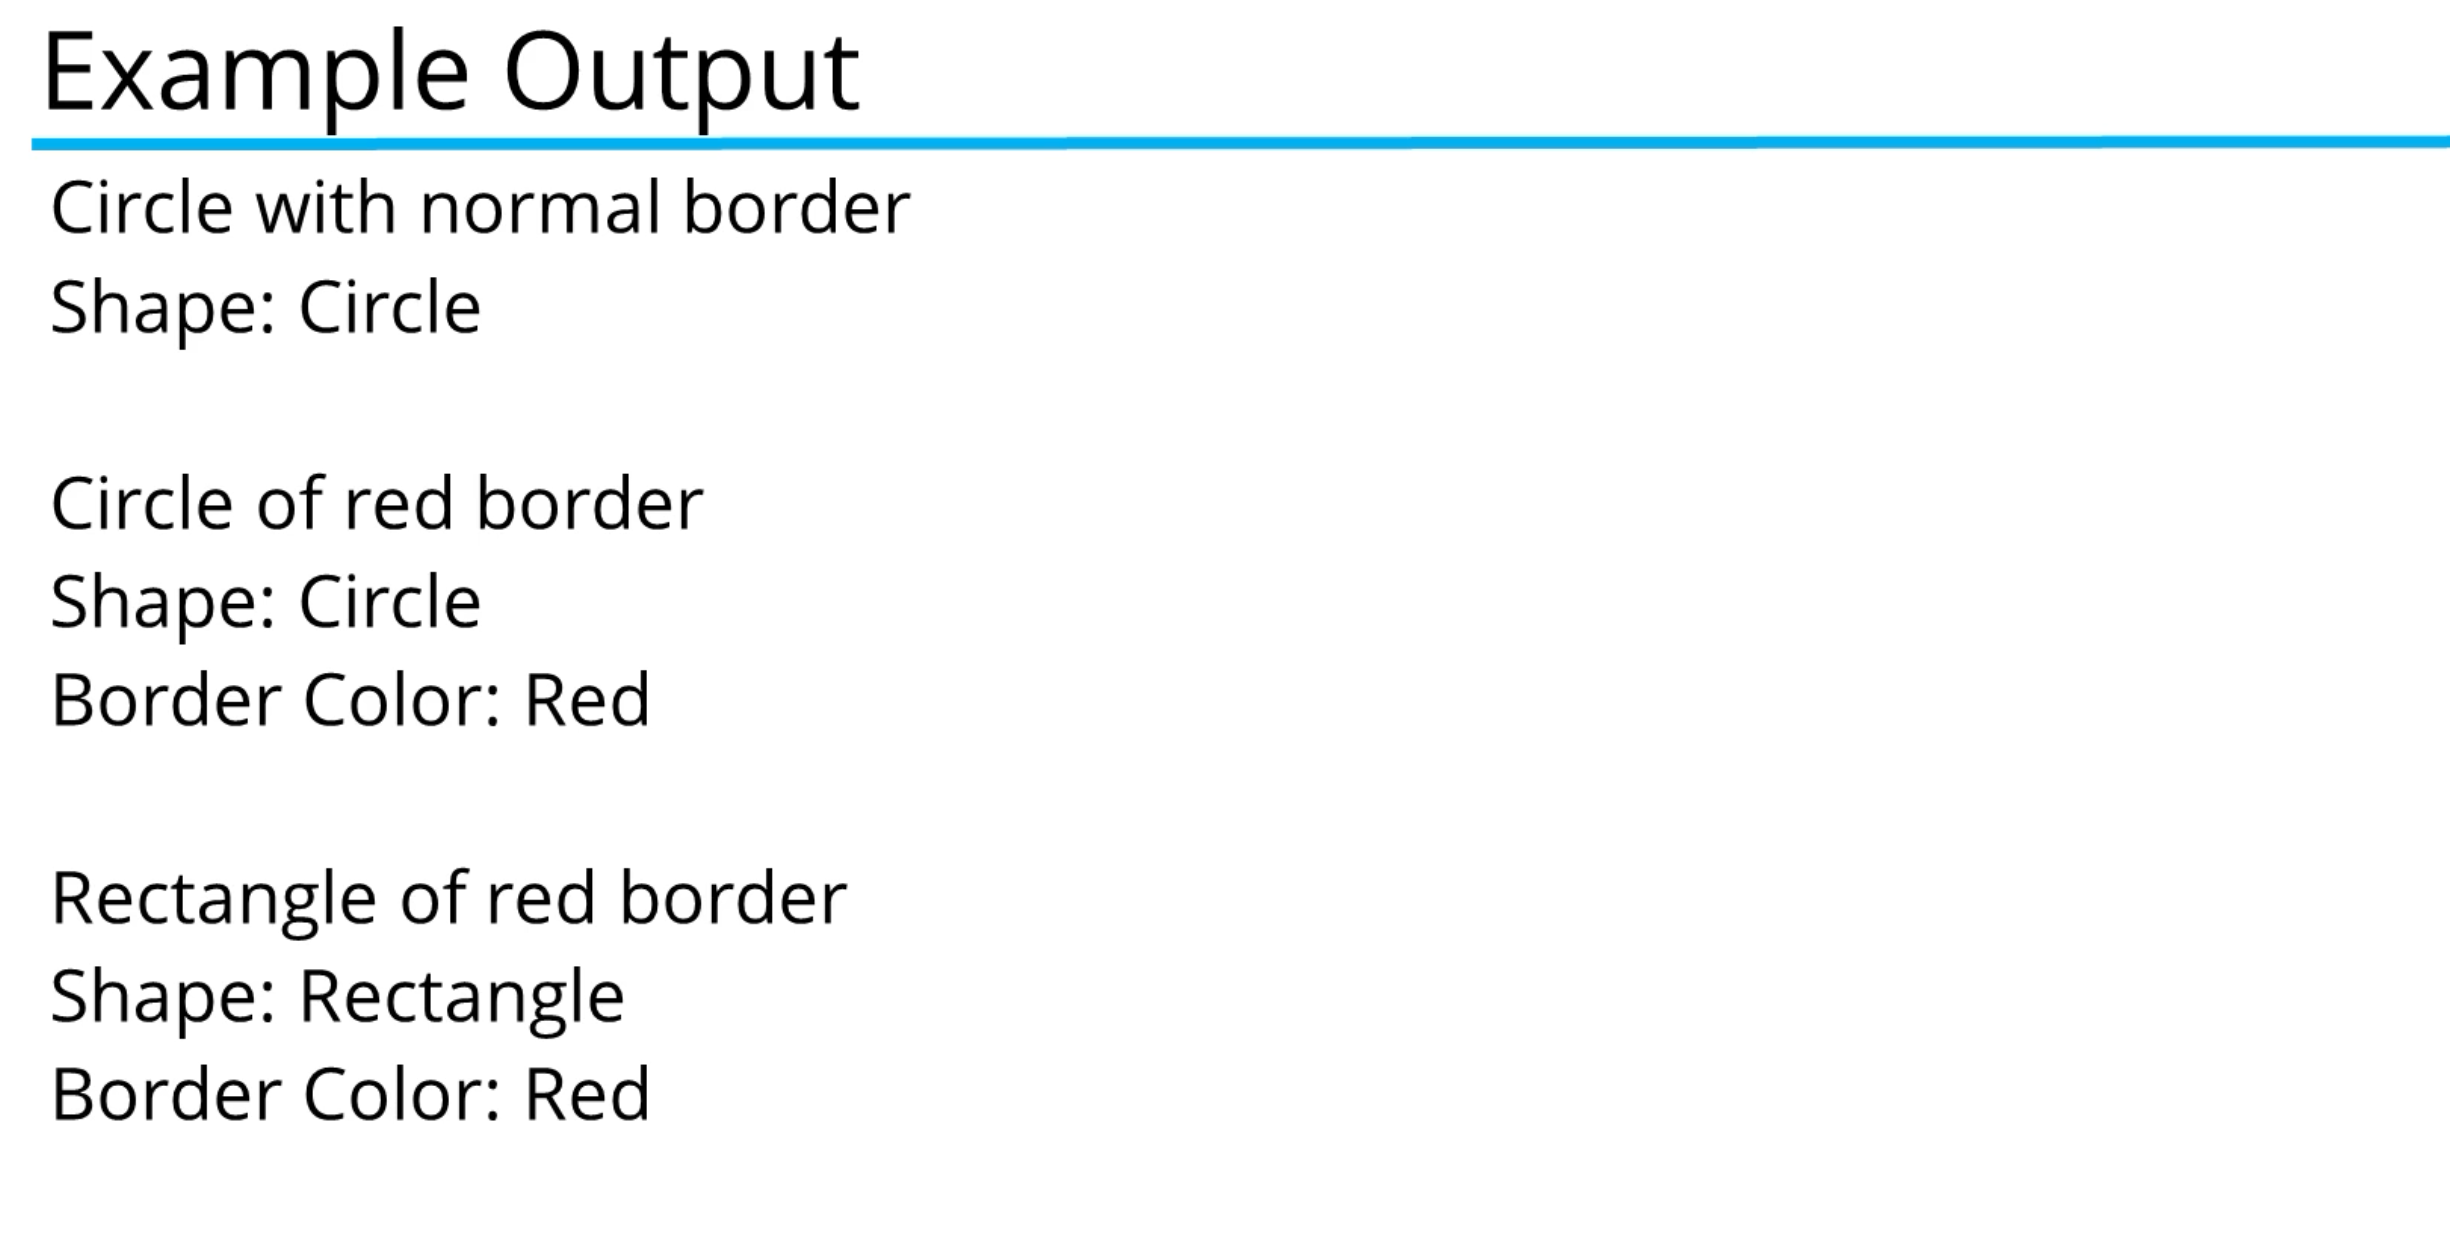 Example Output
Circle with normal border
Shape: Circle
Circle of red border
Shape: Circle
Border Color: Red
Rectangle of red border
Shape: Rectangle
Border Color: Red